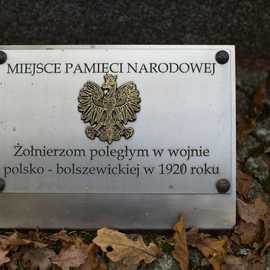 MIEJSCE PAMIĘCI NARODOWEJ
Żołnierzom poległym w wojnie
polsko - bolszewickiej w 1920 roku